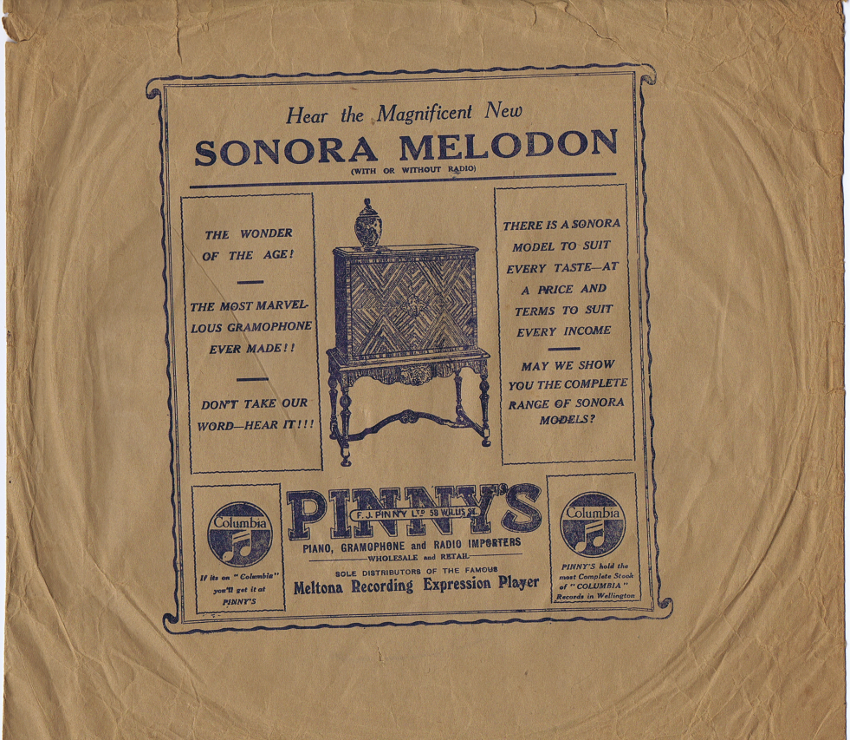 Hear the Magnificent New
SONORA MELODON
(WITH OR WITHOUT RADIO)
THE WONDER
OF THE AGE!
THE MOST MARVEL-
LOUS GRAMOPHONE
EVER MADE!!
DON'T TAKE OUR
WORD—HEAR IT!!!
THERE IS A SONORA
MODEL TO SUIT
EVERY TASTE—AT
A PRICE AND
TERMS TO SUIT
EVERY INCOME
MAY WE SHOW
YOU THE COMPLETE
RANGE OF SONORA
MODELS?
Columbia
If its on "Columbia"
you'll get it at
PINNY'S
PINNY'S
F. J. PINNY LTD 58 WILLIS ST.
PIANO, GRAMOPHONE and RADIO IMPORTERS
WHOLESALE and RETAIL
SOLE DISTRIBUTORS OF THE FAMOUS
Meltona Recording Expression Player
Columbia
PINNY'S hold the
most Complete Stock
of "COLUMBIA"
Records in Wellington